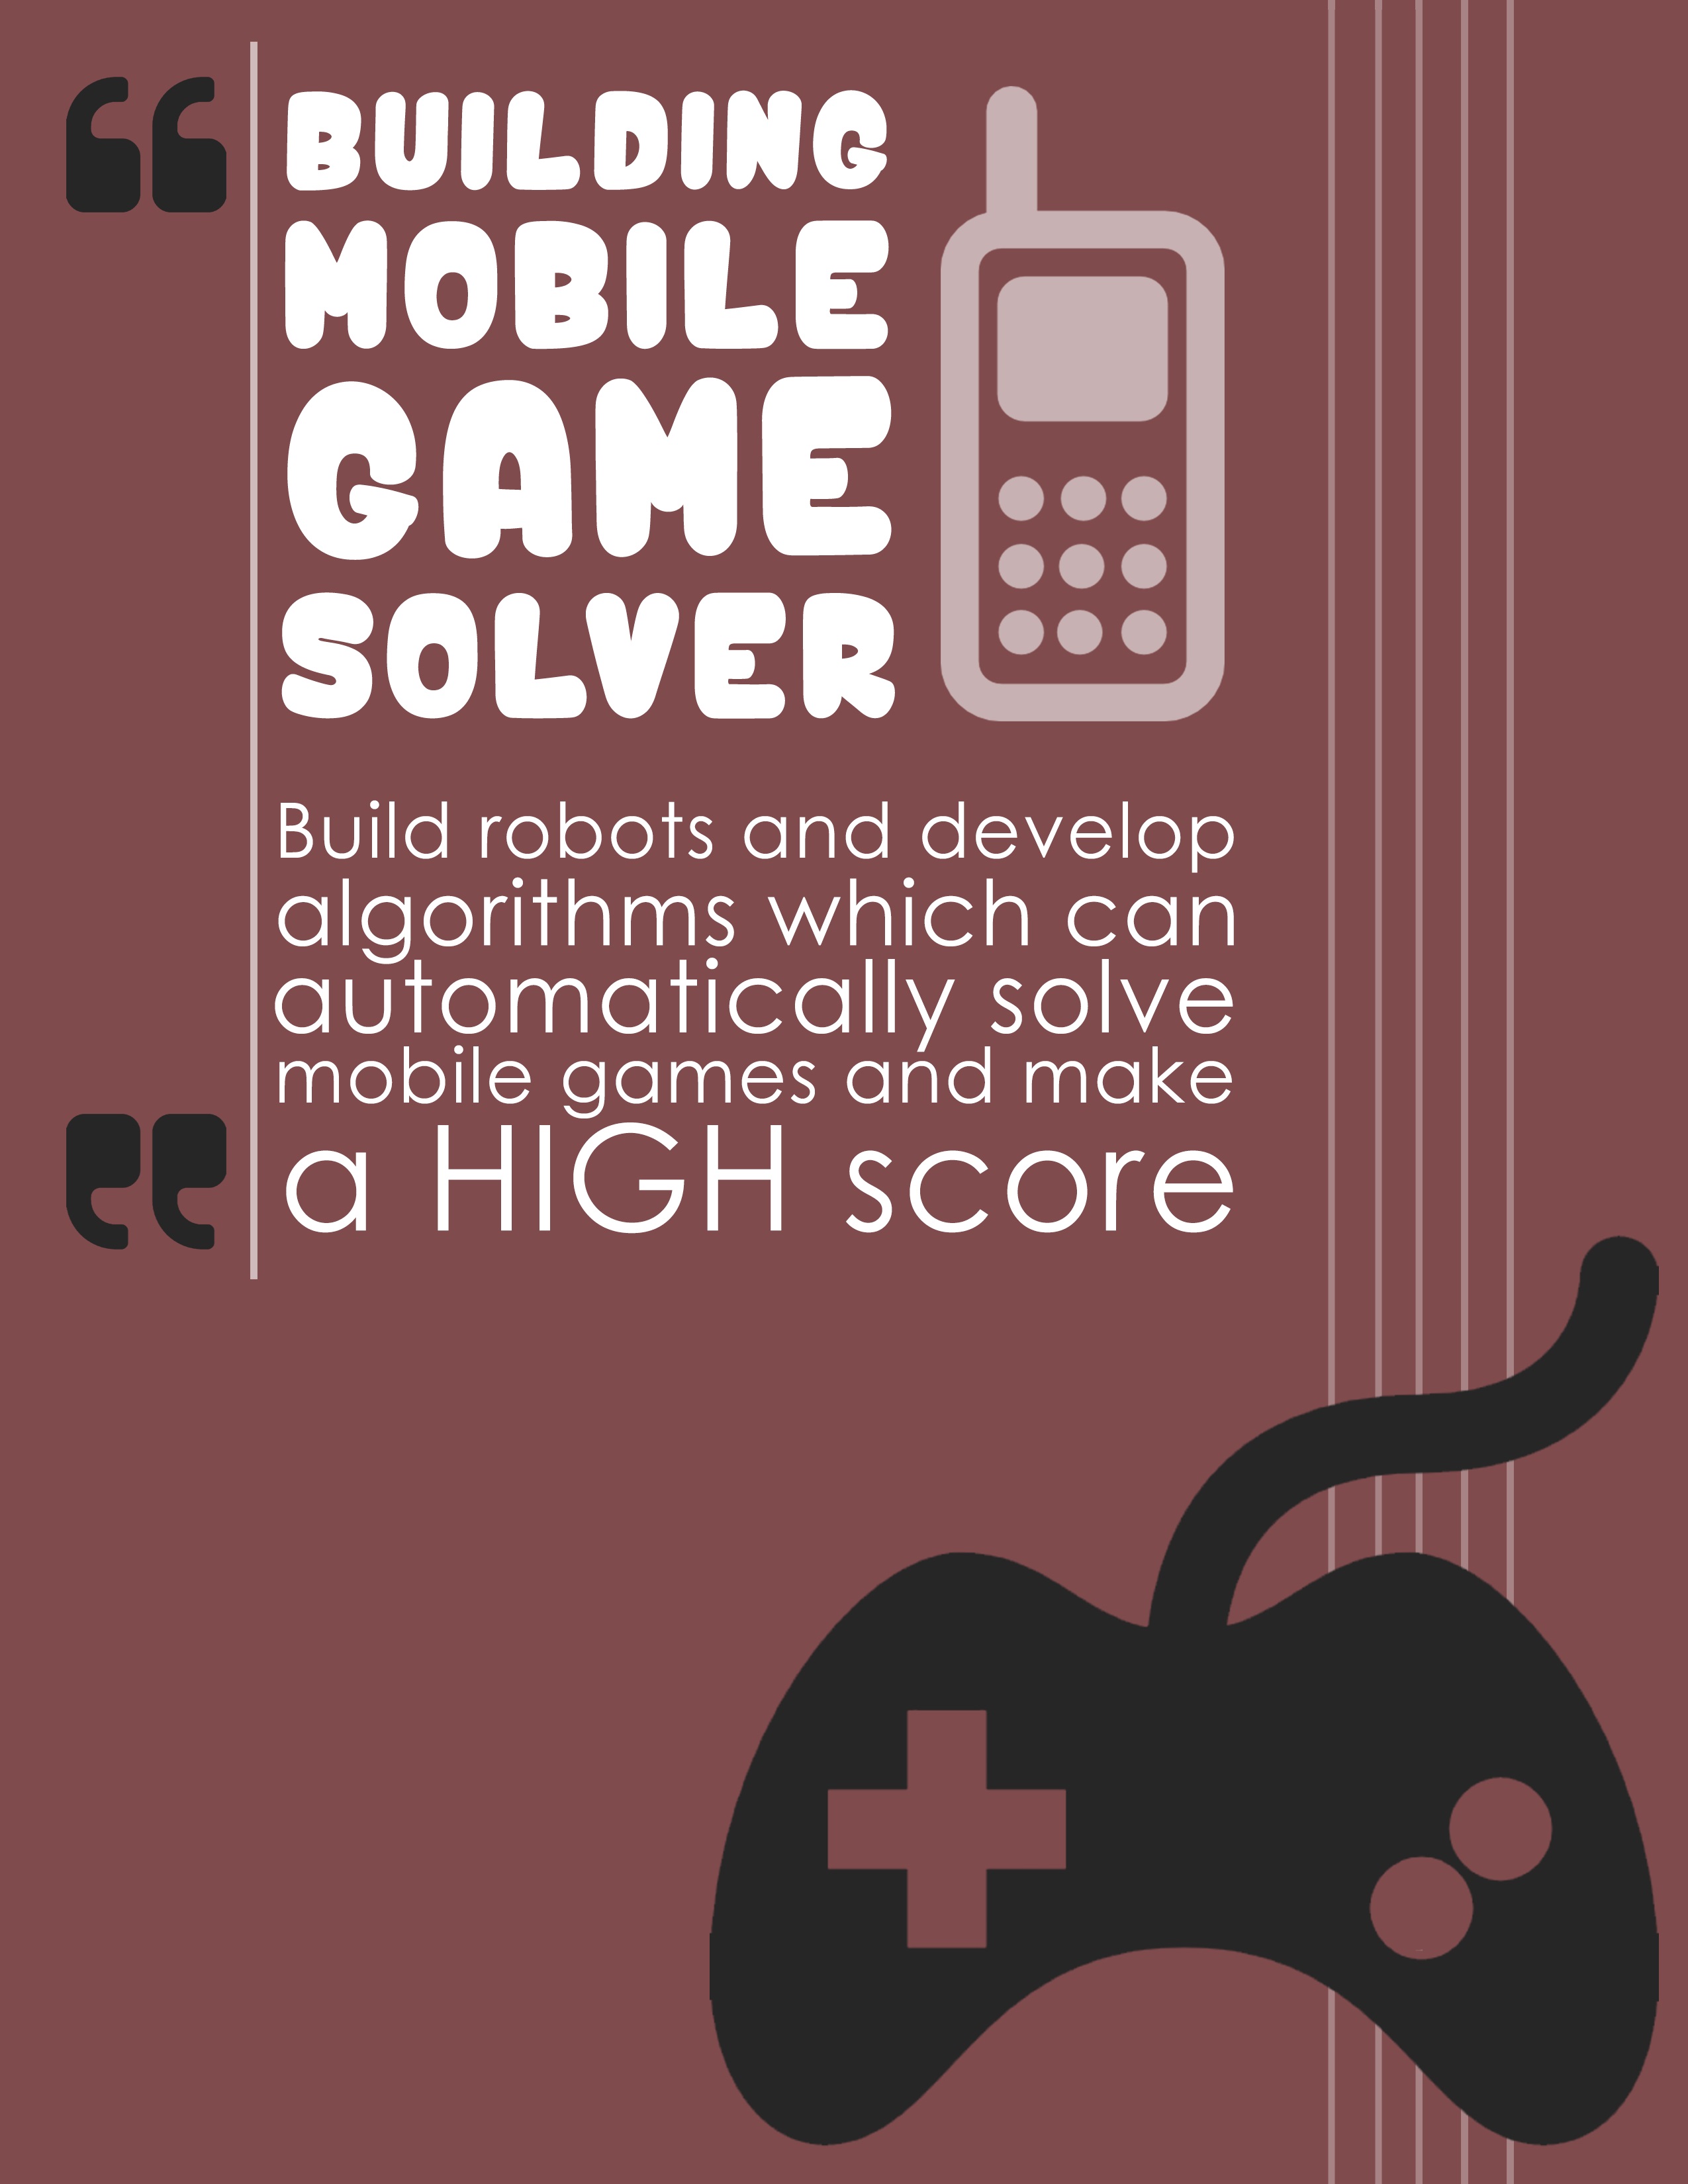 BUILDING
MOBILE
GAME
SOLVER
Build robots and develop
algorithms which can
automatically solve
mobile games and make
a HIGH score